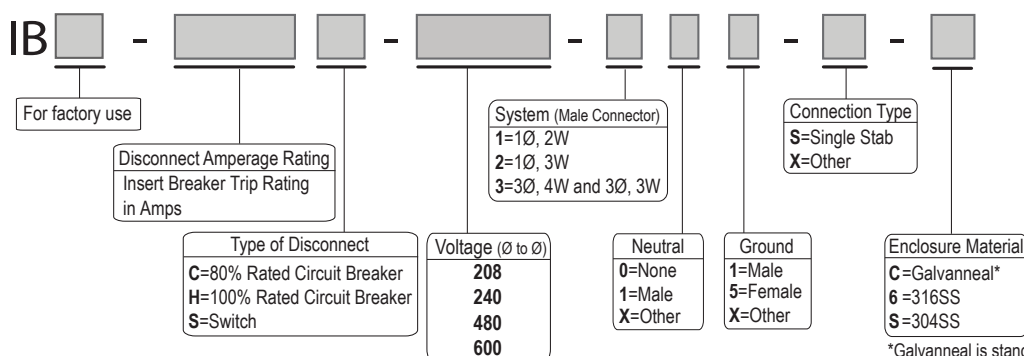 IB - - - - -
For factory use
Disconnect Amperage Rating
Insert Breaker Trip Rating
in Amps
Type of Disconnect
C=80% Rated Circuit Breaker
H=100% Rated Circuit Breaker
S=Switch
Voltage (Ø to Ø)
208
240
480
600
System (Male Connector)
1=1Ø, 2W
2=1Ø, 3W
3=3Ø, 4W and 3Ø, 3W
Neutral
0=None
1=Male
X=Other
Ground
1=Male
5=Female
X=Other
Connection Type
S=Single Stab
X=Other
Enclosure Material
C=Galvanneal*
6 =316SS
S=304SS
*Galvanneal is stand